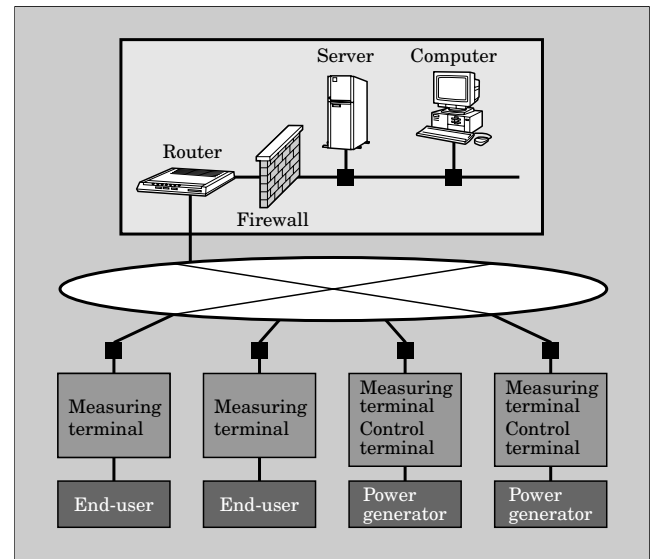 Server
Computer
Router
Firewall
Measuring
terminal
Measuring
terminal
Measuring
terminal
Control
terminal
Measuring
terminal
Control
terminal
End-user
End-user
Power
generator
Power
generator